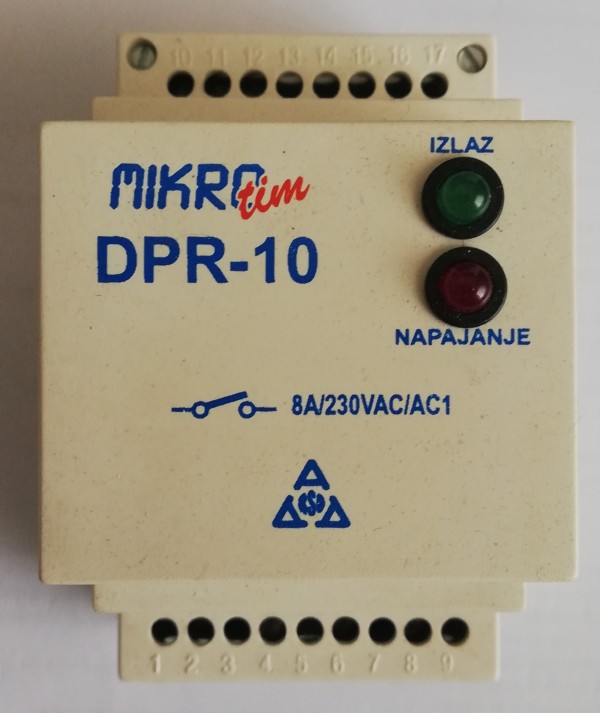 10 11 12 13 14 15 16 17
IZLAZ
MIKRO tim
DPR-10
NAPAJANJE
8A/230VAC/AC1
1 2 3 4 5 6 7 8 9